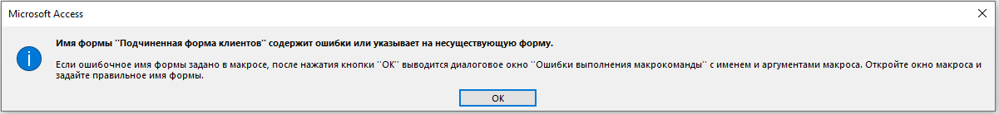 Microsoft Access
Имя формы "Подчиненная форма клиентов" содержит ошибки или указывает на несуществующую форму.
Если ошибочное имя формы задано в макросе, после нажатия кнопки "ОК" выводится диалоговое окно "Ошибки выполнения макрокоманды" с именем и аргументами макроса. Откройте окно макроса и
задайте правильное имя формы.
ОК